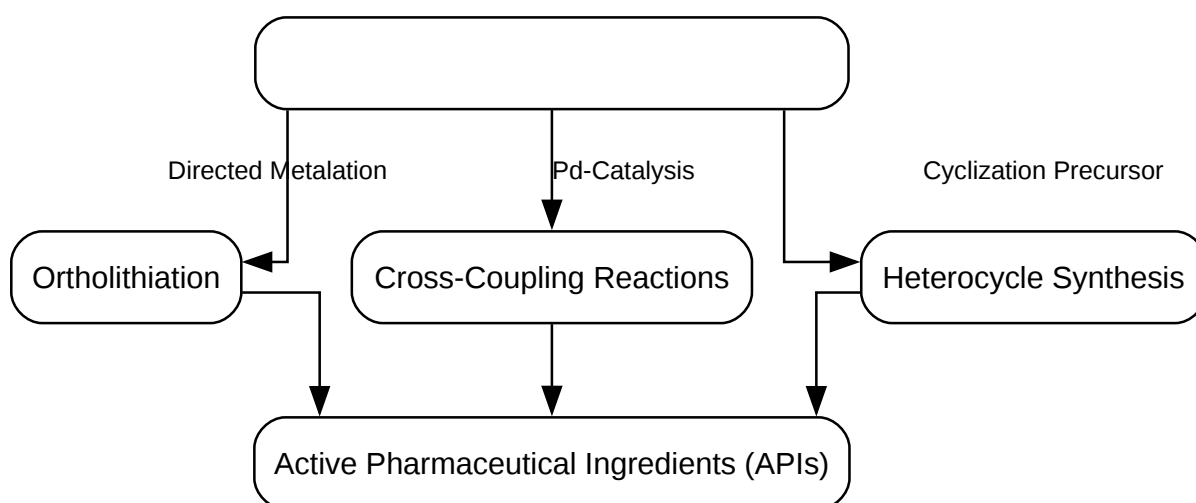 Directed Metalation
Pd-Catalysis
Cyclization Precursor
Ortholithiation
Cross-Coupling Reactions
Heterocycle Synthesis
Active Pharmaceutical Ingredients (APIs)